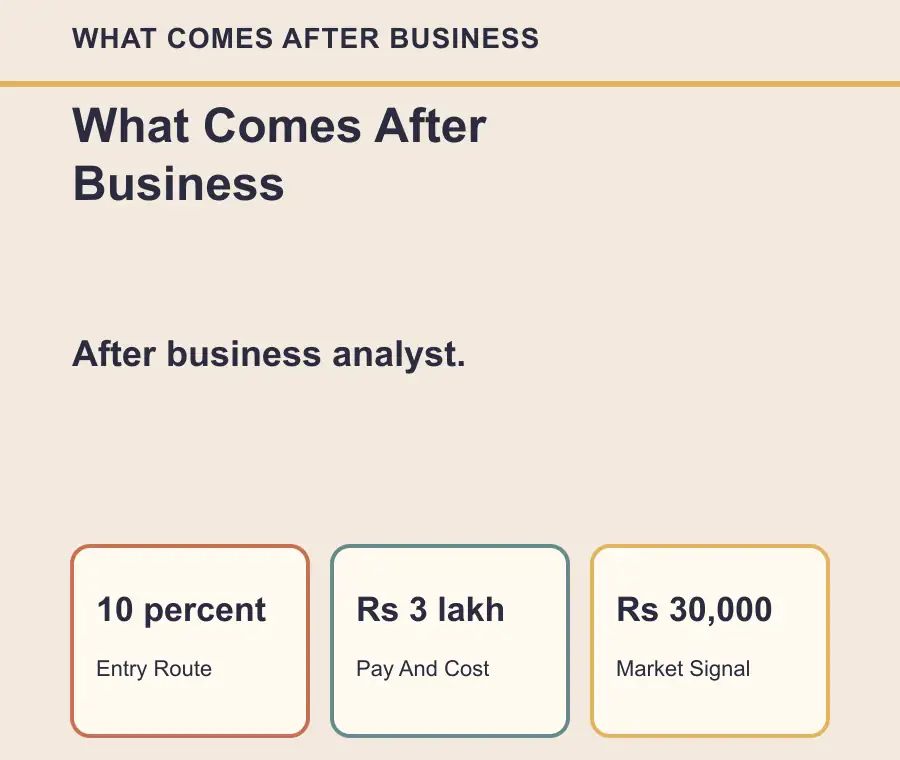 WHAT COMES AFTER BUSINESS
What Comes After
Business
After business analyst.
10 percent
Entry Route
Rs 3 lakh
Pay And Cost
Rs 30,000
Market Signal